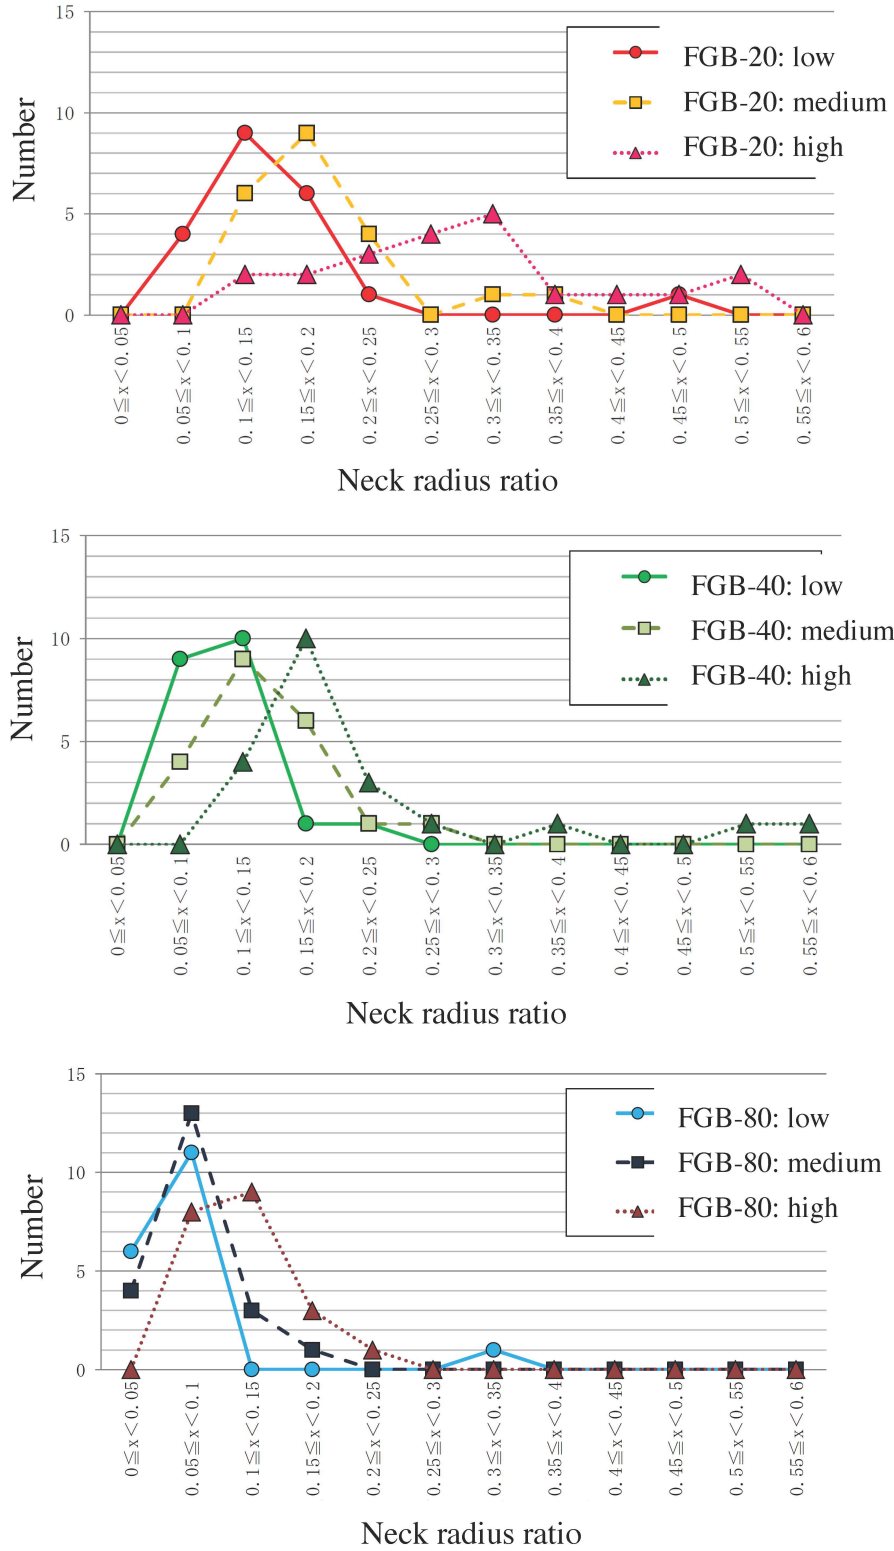 15
10
5
0
Number
FGB-20: low
FGB-20: medium
FGB-20: high
0≦x<0.05
0.05≦x<0.1
0.1≦x<0.15
0.15≦x<0.2
0.2≦x<0.25
0.25≦x<0.3
0.3≦x<0.35
0.35≦x<0.4
0.4≦x<0.45
0.45≦x<0.5
0.5≦x<0.55
0.55≦x<0.6
Neck radius ratio
15
10
5
0
Number
FGB-40: low
FGB-40: medium
FGB-40: high
0≦x<0.05
0.05≦x<0.1
0.1≦x<0.15
0.15≦x<0.2
0.2≦x<0.25
0.25≦x<0.3
0.3≦x<0.35
0.35≦x<0.4
0.4≦x<0.45
0.45≦x<0.5
0.5≦x<0.55
0.55≦x<0.6
Neck radius ratio
15
10
5
0
Number
FGB-80: low
FGB-80: medium
FGB-80: high
0≦x<0.05
0.05≦x<0.1
0.1≦x<0.15
0.15≦x<0.2
0.2≦x<0.25
0.25≦x<0.3
0.3≦x<0.35
0.35≦x<0.4
0.4≦x<0.45
0.45≦x<0.5
0.5≦x<0.55
0.55≦x<0.6
Neck radius ratio